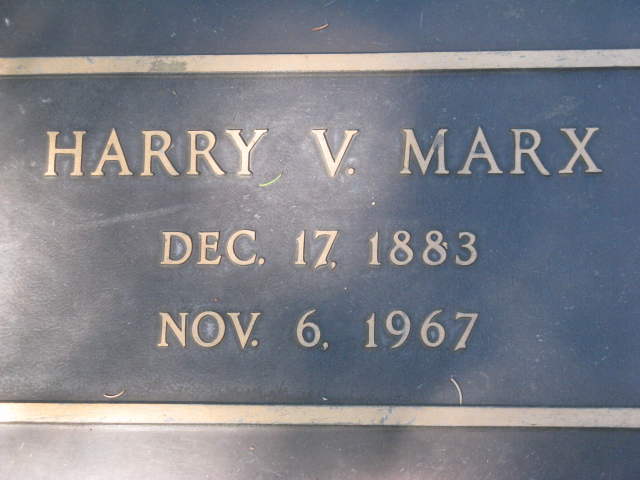 HARRY V. MARX
DEC. 17, 1883
NOV. 6, 1967